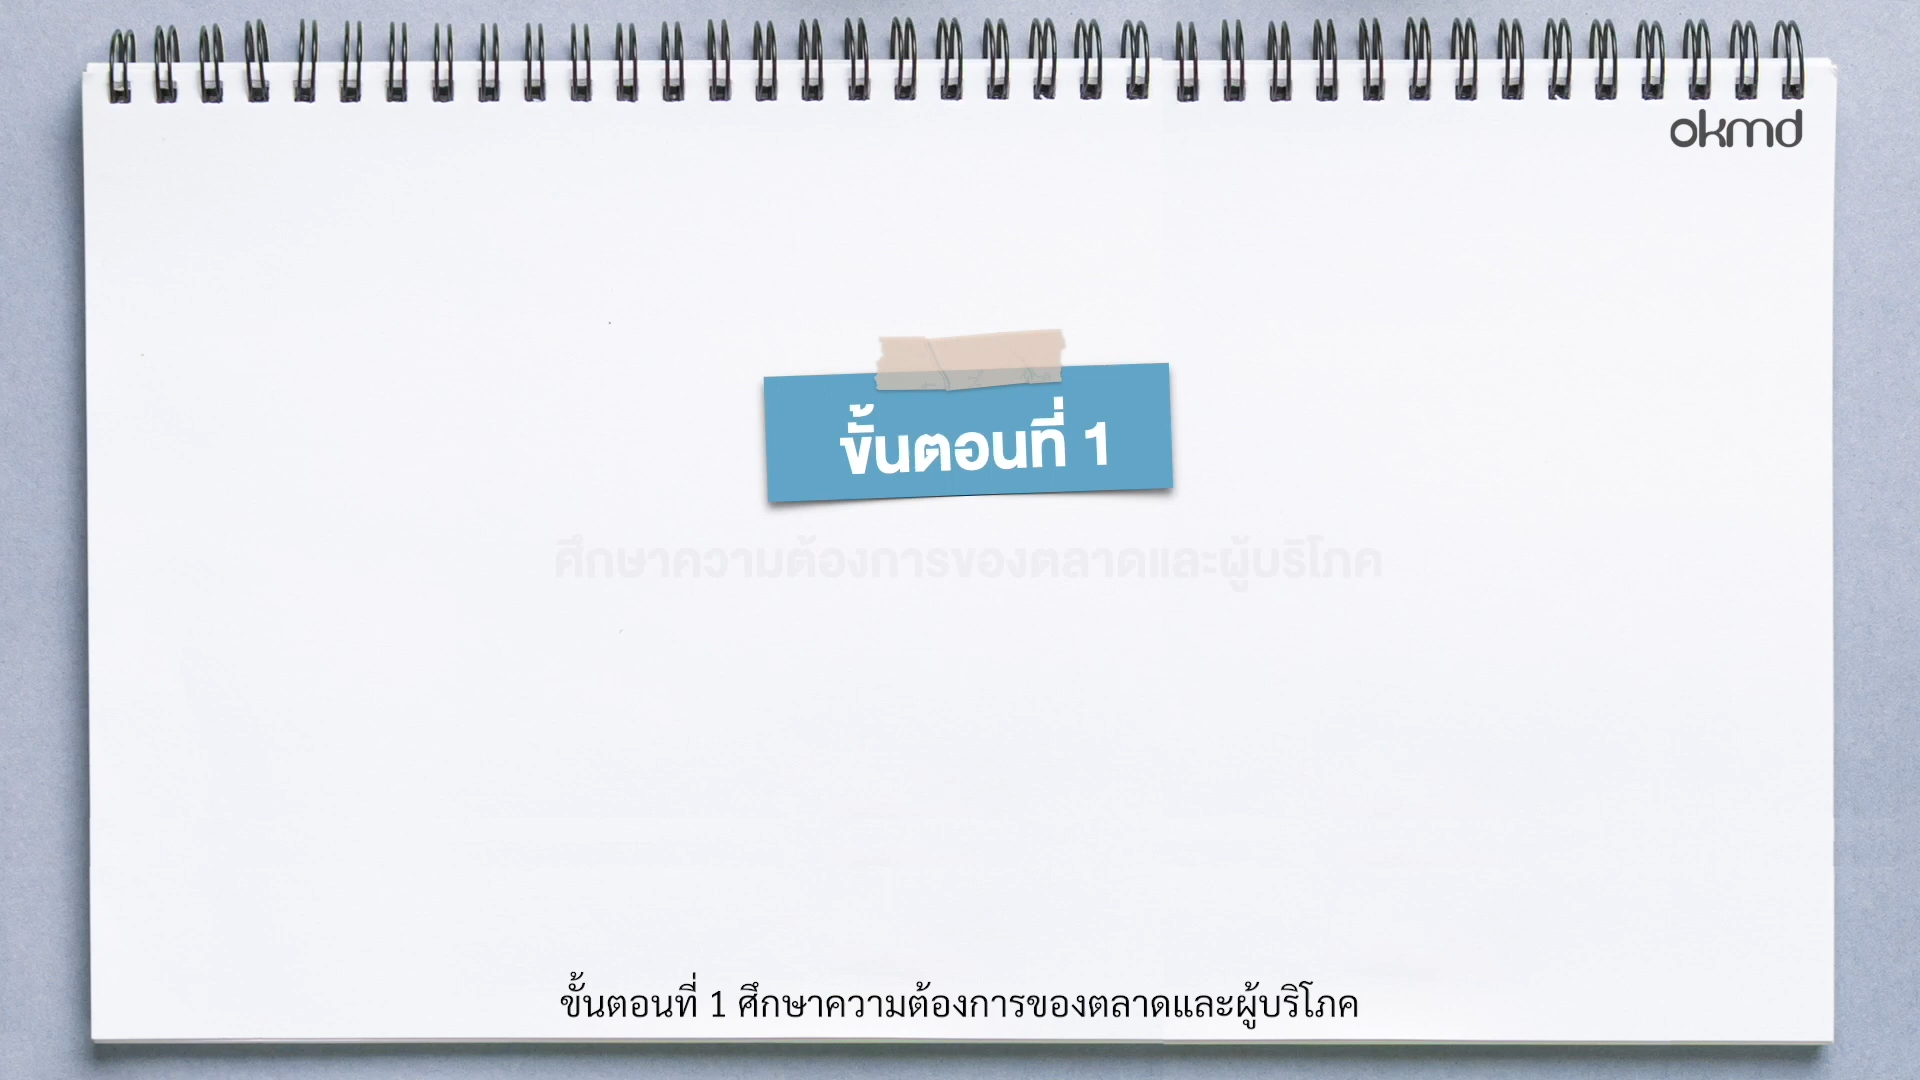 okmd
ขั้นตอนที่ 1
ศึกษาความต้องการของตลาดและผู้บริโภค
ขั้นตอนที่ 1 ศึกษาความต้องการของตลาดและผู้บริโภค